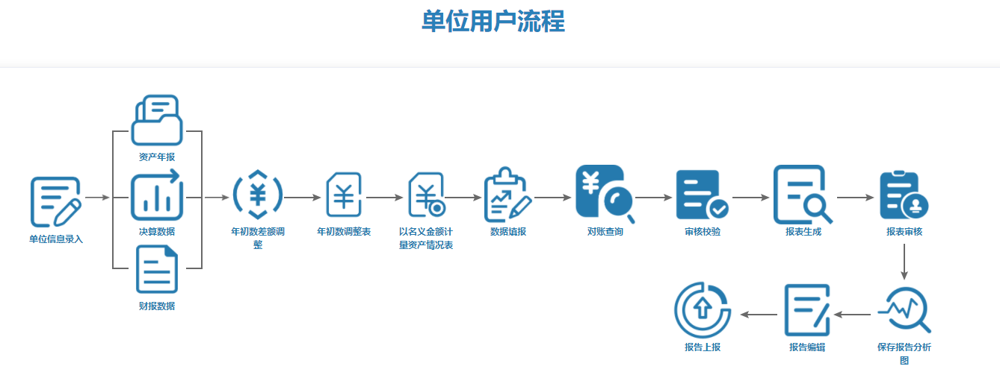 单位用户流程
单位信息录入
资产年报
决算数据
财报数据
年初数差额调
整
年初数调整表
以名义金额计
量资产情况表
数据填报
对账查询
审核校验
报表生成
报表审核
保存报告分析
图
报告编辑
报告上报